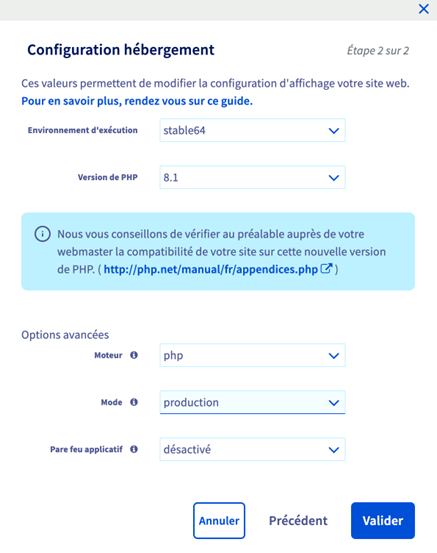 Configuration hébergement
Étape 2 sur 2
Ces valeurs permettent de modifier la configuration d'affichage votre site web.
Pour en savoir plus, rendez vous sur ce guide.
Environnement d'exécution
stable64
Version de PHP
8.1
Nous vous conseillons de vérifier au préalable auprès de votre
webmaster la compatibilité de votre site sur cette nouvelle version
de PHP. ( http://php.net/manual/fr/appendices.php )
Options avancées
Moteur
php
Mode
production
Pare feu applicatif
désactivé
Annuler
Précédent
Valider